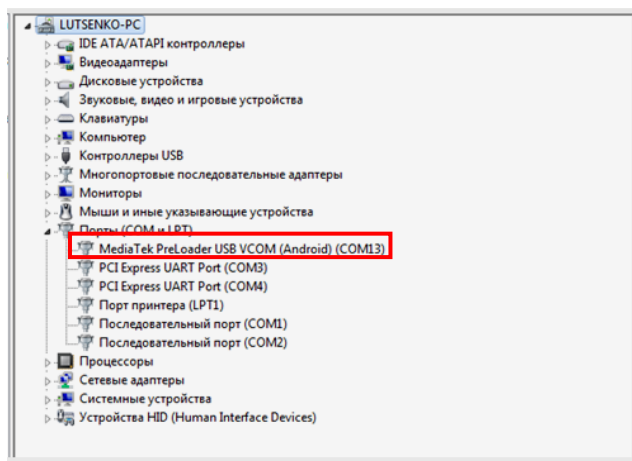 LUTSENKO-PC
IDE ATA/ATAPI контроллеры
Видеоадаптеры
Дисковые устройства
Звуковые, видео и игровые устройства
Клавиатуры
Компьютер
Контроллеры USB
Многопортовые последовательные адаптеры
Мониторы
Мыши и иные указывающие устройства
Порты (COM и LPT)
MediaTek PreLoader USB VCOM (Android) (COM13)
PCI Express UART Port (COM3)
PCI Express UART Port (COM4)
Порт принтера (LPT1)
Последовательный порт (COM1)
Последовательный порт (COM2)
Процессоры
Сетевые адаптеры
Системные устройства
Устройства HID (Human Interface Devices)